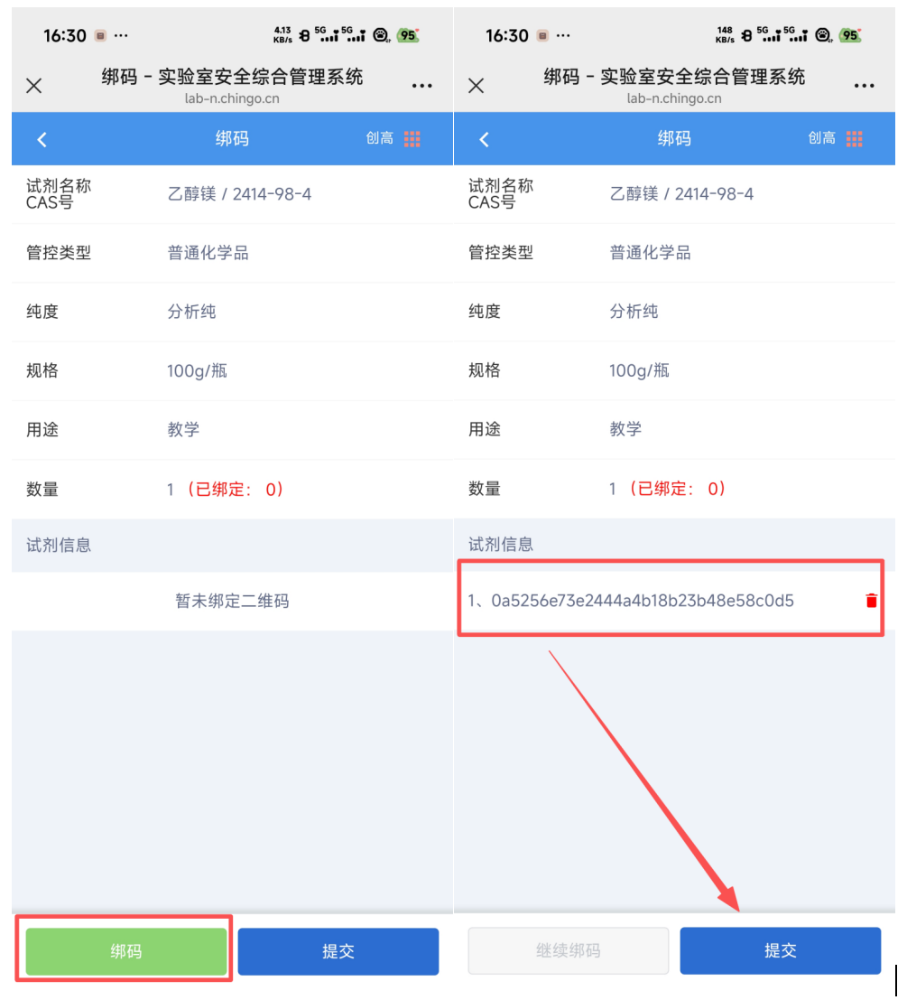 16:30 ...
4.13 KB/s 5G 5G 95
绑码 - 实验室安全综合管理系统
lab-n.chingo.cn
绑码
创高
试剂名称
CAS号
乙醇镁 / 2414-98-4
管控类型
普通化学品
纯度
分析纯
规格
100g/瓶
用途
教学
数量
1（已绑定： 0）
试剂信息
暂未绑定二维码
绑码
提交
16:30 ...
148 KB/s 5G 5G 95
绑码 - 实验室安全综合管理系统
lab-n.chingo.cn
绑码
创高
试剂名称
CAS号
乙醇镁 / 2414-98-4
管控类型
普通化学品
纯度
分析纯
规格
100g/瓶
用途
教学
数量
1（已绑定： 0）
试剂信息
1、0a5256e73e2444a4b18b23b48e58c0d5
继续绑码
提交